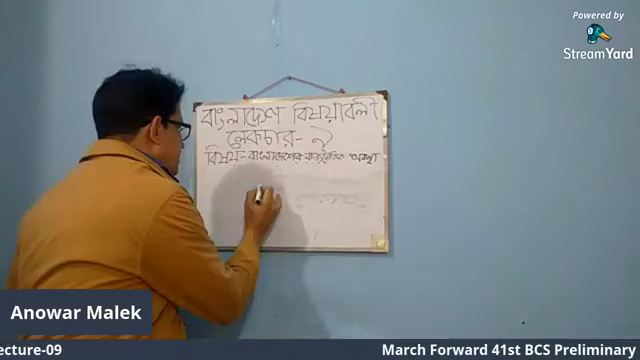 Powered by
StreamYard
বাংলাদেশ বিষয়াবলী
লেকচার- ৯
বিষয়:- বাংলাদেশের রাজনৈতিক অবস্থা
Anowar Malek
ecture-09
March Forward 41st BCS Preliminary